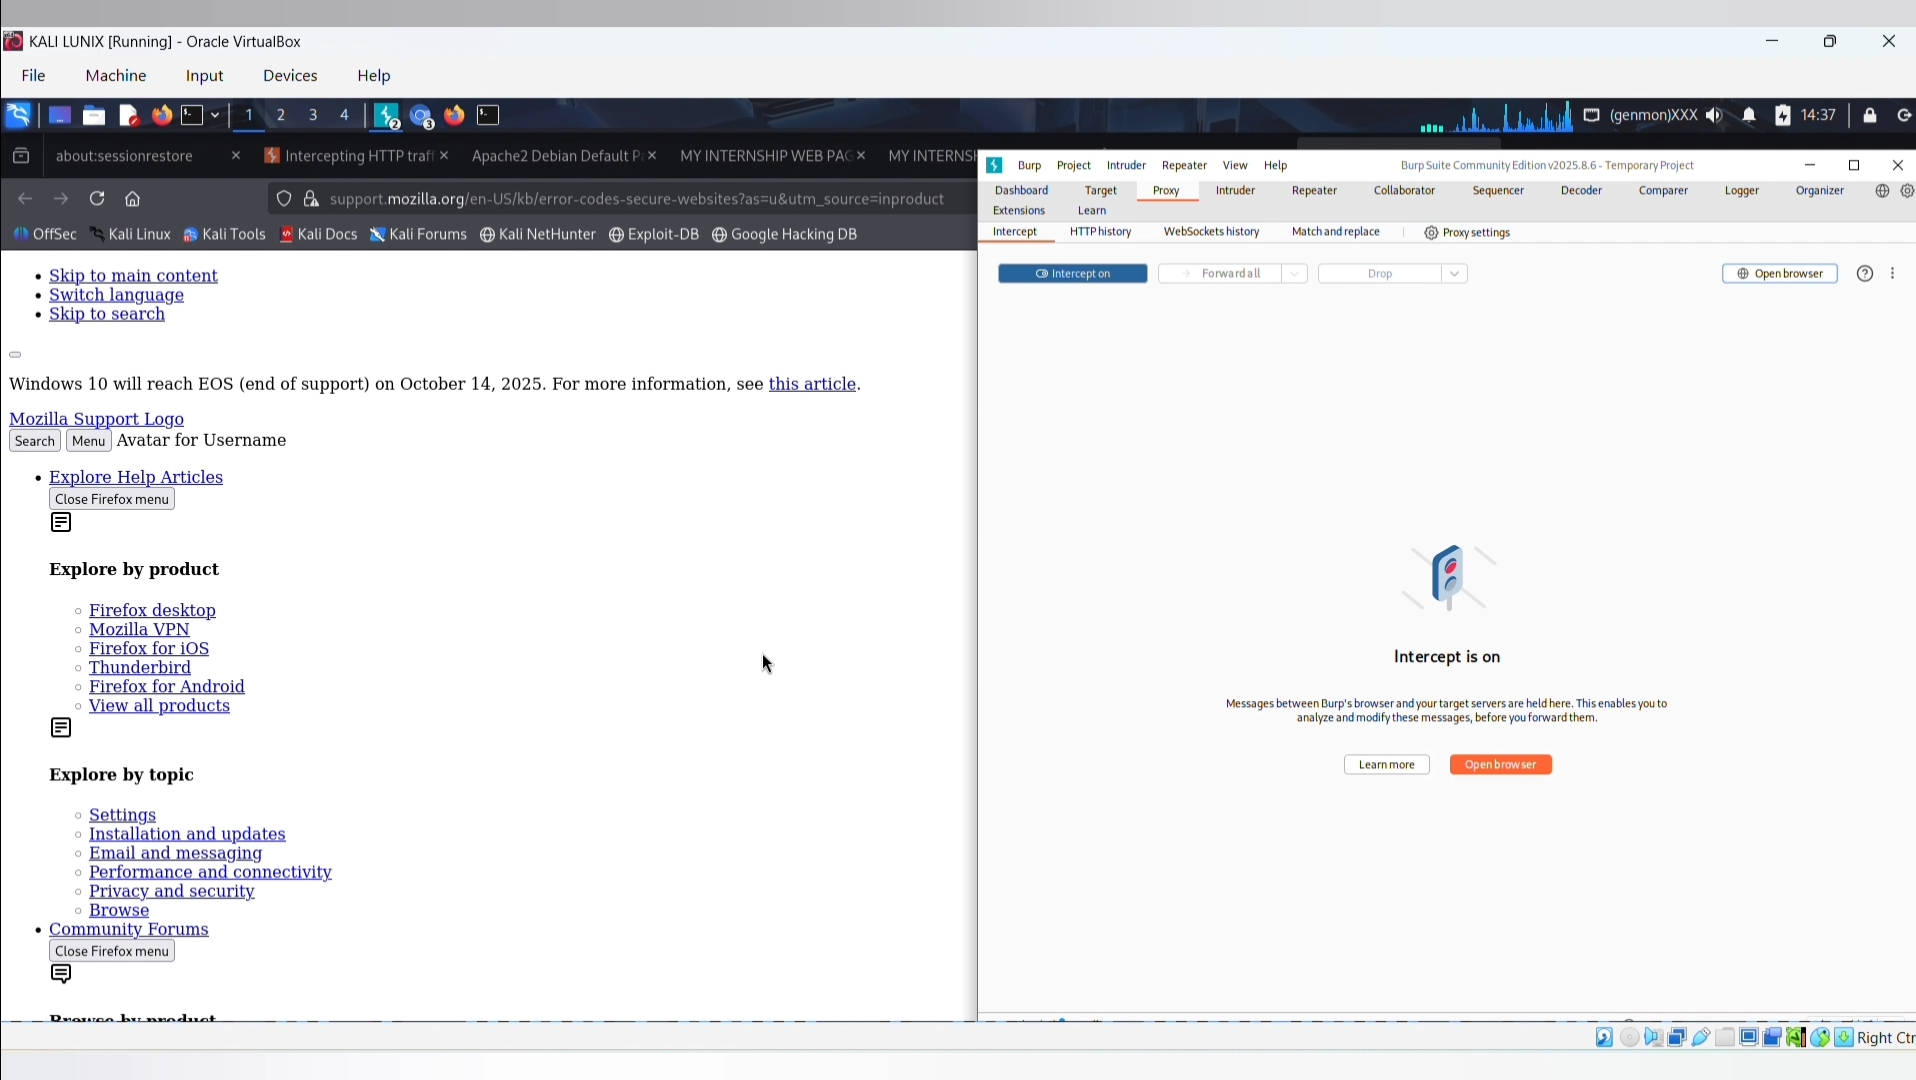 KALI LUNIX [Running] - Oracle VirtualBox
File Machine Input Devices Help
1 2 3 4 2 3 (genmon)XXX 14:37
about:sessionrestore Intercepting HTTP traf Apache2 Debian Default P MY INTERNSHIP WEB PAG MY INTERNSH
support.mozilla.org/en-US/kb/error-codes-secure-websites?as=u&utm_source=inproduct
OffSec Kali Linux Kali Tools Kali Docs Kali Forums Kali NetHunter Exploit-DB Google Hacking DB
Skip to main content
Switch language
Skip to search
Windows 10 will reach EOS (end of support) on October 14, 2025. For more information, see this article.
Mozilla Support Logo
Search Menu Avatar for Username
Explore Help Articles
Close Firefox menu
Explore by product
Firefox desktop
Mozilla VPN
Firefox for iOS
Thunderbird
Firefox for Android
View all products
Explore by topic
Settings
Installation and updates
Email and messaging
Performance and connectivity
Privacy and security
Browse
Community Forums
Close Firefox menu
Browse by product
Burp Project Intruder Repeater View Help Burp Suite Community Edition v2025.8.6 - Temporary Project
Dashboard Target Proxy Intruder Repeater Collaborator Sequencer Decoder Comparer Logger Organizer
Extensions Learn
Intercept HTTP history WebSockets history Match and replace Proxy settings
Intercept on Forward all Drop Open browser
Intercept is on
Messages between Burp's browser and your target servers are held here. This enables you to
analyze and modify these messages, before you forward them.
Learn more Open browser
Right Ctr